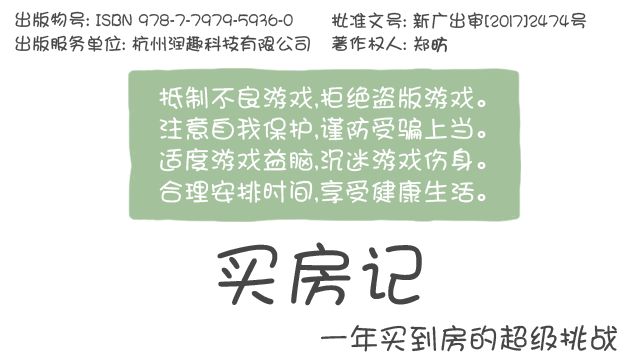 出版物号: ISBN 978-7-7979-5936-0 批准文号: 新广出审[2017]2474号
出版服务单位: 杭州润趣科技有限公司 著作权人: 郑昉
抵制不良游戏,拒绝盗版游戏。
注意自我保护,谨防受骗上当。
适度游戏益脑,沉迷游戏伤身。
合理安排时间,享受健康生活。
买房记
一年买到房的超级挑战